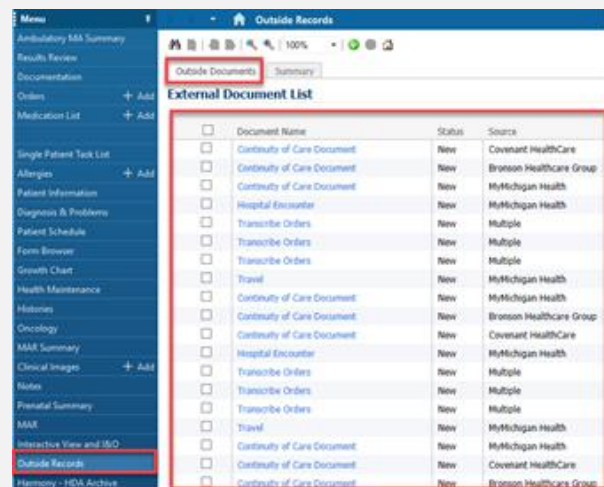 Menu
Outside Records
Ambulatory MA Summary
Results Review
Documentation
Orders + Add
Medication List + Add
Single Patient Task List
Allergies + Add
Patient Information
Diagnosis & Problems
Patient Schedule
Form Browser
Growth Chart
Health Maintenance
Histories
Oncology
MAR Summary
Clinical Images + Add
Notes
Prenatal Summary
MAR
Interactive View and I&O
Outside Records
Harmony - HDA Archive
100%
Outside Documents Summary
External Document List
Document Name Status Source
Continuity of Care Document New Covenant HealthCare
Continuity of Care Document New Bronson Healthcare Group
Continuity of Care Document New MyMichigan Health
Hospital Encounter New MyMichigan Health
Transcribe Orders New Multiple
Transcribe Orders New Multiple
Transcribe Orders New Multiple
Travel New MyMichigan Health
Continuity of Care Document New MyMichigan Health
Continuity of Care Document New Bronson Healthcare Group
Continuity of Care Document New Covenant HealthCare
Hospital Encounter New MyMichigan Health
Transcribe Orders New Multiple
Transcribe Orders New Multiple
Transcribe Orders New Multiple
Travel New MyMichigan Health
Continuity of Care Document New MyMichigan Health
Continuity of Care Document New Covenant HealthCare
Continuity of Care Document New Bronson Healthcare Group